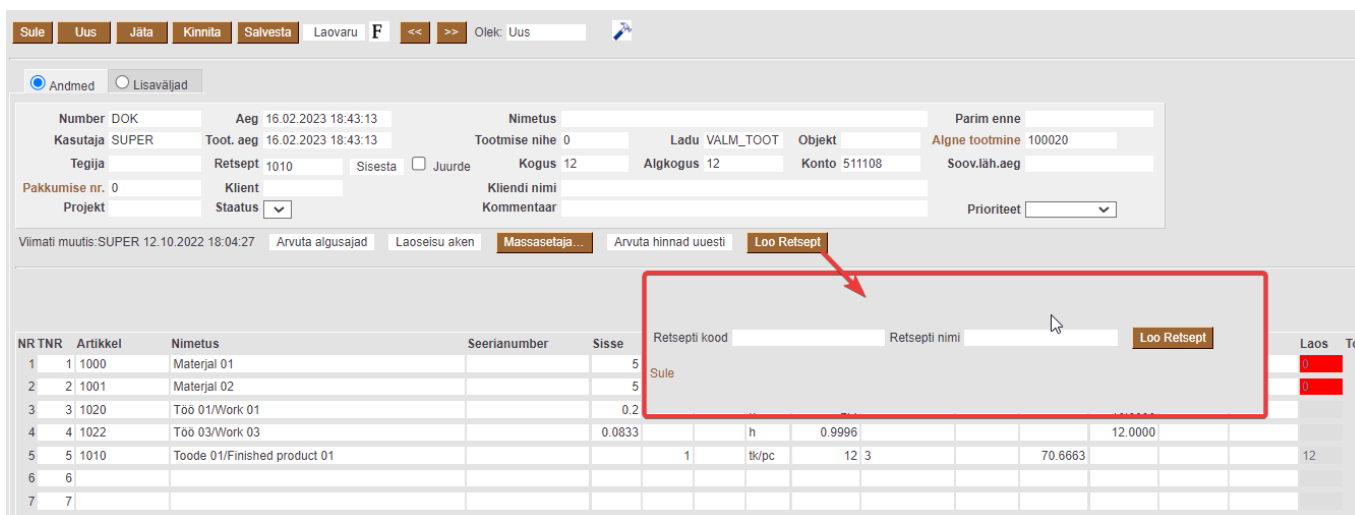 Sule Uus Jäta Kinnita Salvesta Laovaru F << >> Olek: Uus
Andmed Lisaväljad
Number DOK Aeg 16.02.2023 18:43:13 Nimetus Parim enne
Kasutaja SUPER Toot. aeg 16.02.2023 18:43:13 Tootmise nihe 0 Ladu VALM_TOOT Objekt Algne tootmine 100020
Tegija Retsept 1010 Sisesta Juurde Kogus 12 Algkogus 12 Konto 511108 Soov.läh.aeg
Pakkumise nr. 0 Klient Kliendi nimi
Projekt Staatus Kommentaar Prioriteet
Viimati muutis:SUPER 12.10.2022 18:04:27 Arvuta algusajad Laoseisu aken Massasetaja... Arvuta hinnad uuesti Loo Retsept
Retsepti kood Retsepti nimi Loo Retsept
Sule
NR TNR Artikkel Nimetus Seerianumber Sisse Laos
1 1 1000 Materjal 01 5 0
2 2 1001 Materjal 02 5 0
3 3 1020 Töö 01/Work 01 0.2
4 4 1022 Töö 03/Work 03 0.0833 h 0.9996 12.0000
5 5 1010 Toode 01/Finished product 01 1 tk/pc 12 3 70.6663 12
6 6
7 7